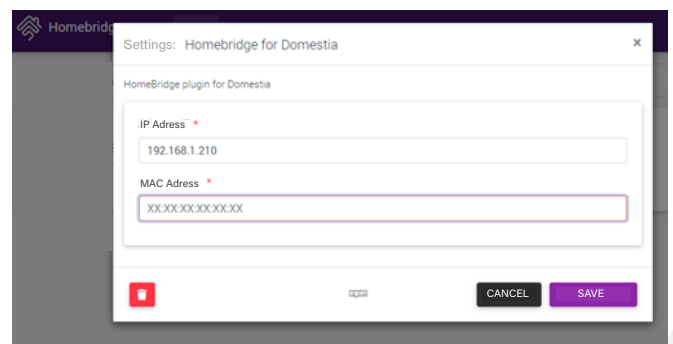 Homebridg
Settings: Homebridge for Domestia
×
HomeBridge plugin for Domestia
IP Adress *
192.168.1.210
MAC Adress *
XX:XX:XX:XX:XX:XX
npm
CANCEL
SAVE